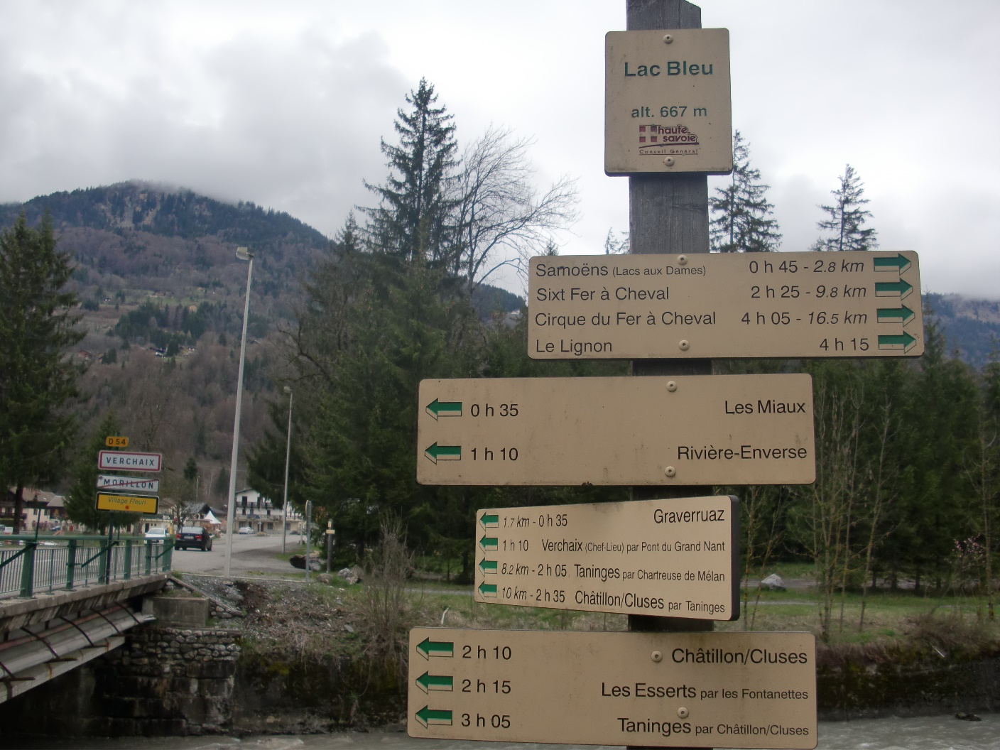 Lac Bleu
alt. 667 m
haute
savoie
Conseil Général
Samoëns (Lacs aux Dames) 0 h 45 - 2.8 km
Sixt Fer à Cheval 2 h 25 - 9.8 km
Cirque du Fer à Cheval 4 h 05 - 16.5 km
Le Lignon 4 h 15
0 h 35 Les Miaux
1 h 10 Rivière-Enverse
1.7 km - 0 h 35 Graverruaz
1 h 10 Verchaix (Chef-Lieu) par Pont du Grand Nant
8.2 km - 2 h 05 Taninges par Chartreuse de Mélan
10 km - 2 h 35 Châtillon/Cluses par Taninges
2 h 10 Châtillon/Cluses
2 h 15 Les Esserts par les Fontanettes
3 h 05 Taninges par Châtillon/Cluses
D 54
VERCHAIX
MORILLON
Village Fleuri